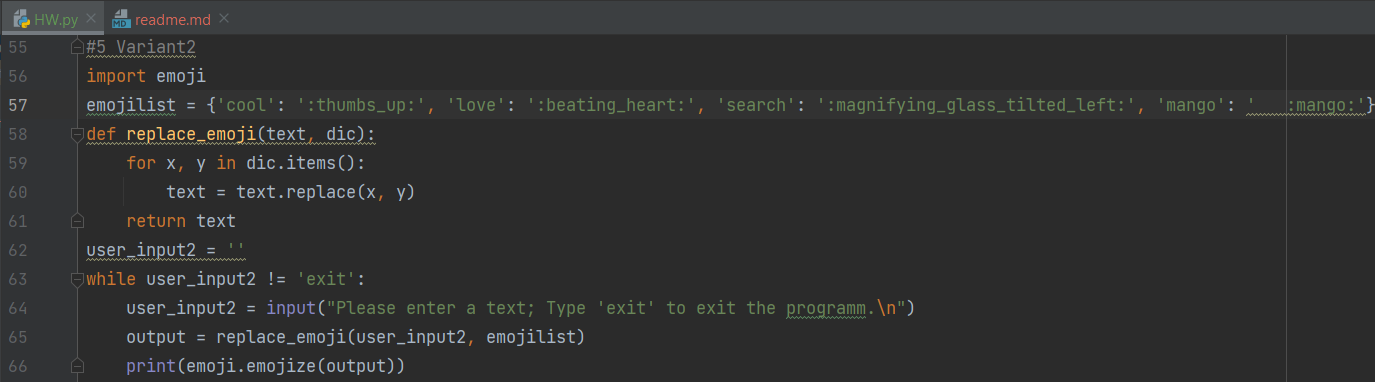 HW.py × MD readme.md ×
55 #5 Variant2
56 import emoji
57 emojilist = {'cool': ':thumbs_up:', 'love': ':beating_heart:', 'search': ':magnifying_glass_tilted_left:', 'mango': '   :mango:'}
58 def replace_emoji(text, dic):
59     for x, y in dic.items():
60         text = text.replace(x, y)
61     return text
62 user_input2 = ''
63 while user_input2 != 'exit':
64     user_input2 = input("Please enter a text; Type 'exit' to exit the programm.\n")
65     output = replace_emoji(user_input2, emojilist)
66     print(emoji.emojize(output))